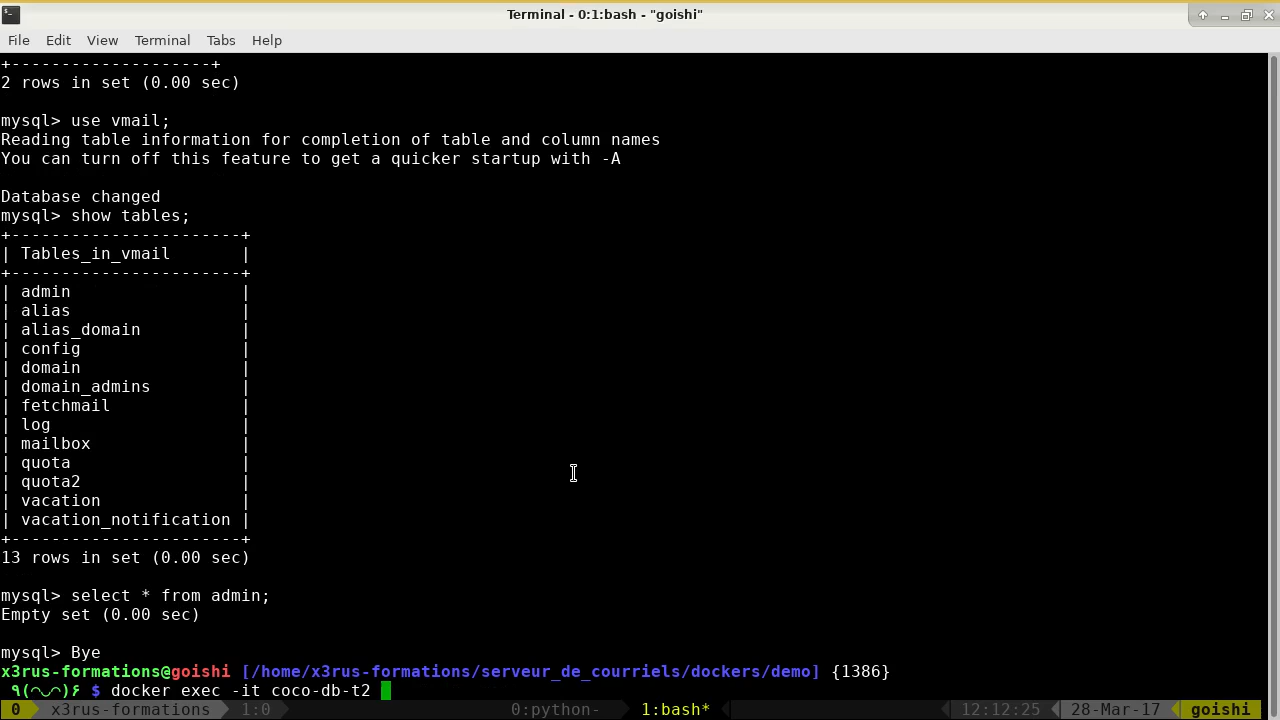 Terminal - 0:1:bash - "goishi"
File Edit View Terminal Tabs Help
+--------------------+
2 rows in set (0.00 sec)
mysql> use vmail;
Reading table information for completion of table and column names
You can turn off this feature to get a quicker startup with -A
Database changed
mysql> show tables;
+-----------------------+
| Tables_in_vmail       |
+-----------------------+
| admin                 |
| alias                 |
| alias_domain          |
| config                |
| domain                |
| domain_admins         |
| fetchmail             |
| log                   |
| mailbox               |
| quota                 |
| quota2                |
| vacation              |
| vacation_notification |
+-----------------------+
13 rows in set (0.00 sec)
mysql> select * from admin;
Empty set (0.00 sec)
mysql> Bye
x3rus-formations@goishi [/home/x3rus-formations/serveur_de_courriels/dockers/demo] {1386}
٩(◠◡◠)۶ $ docker exec -it coco-db-t2
0 x3rus-formations 1:0 0:python- 1:bash* 12:12:25 28-Mar-17 goishi